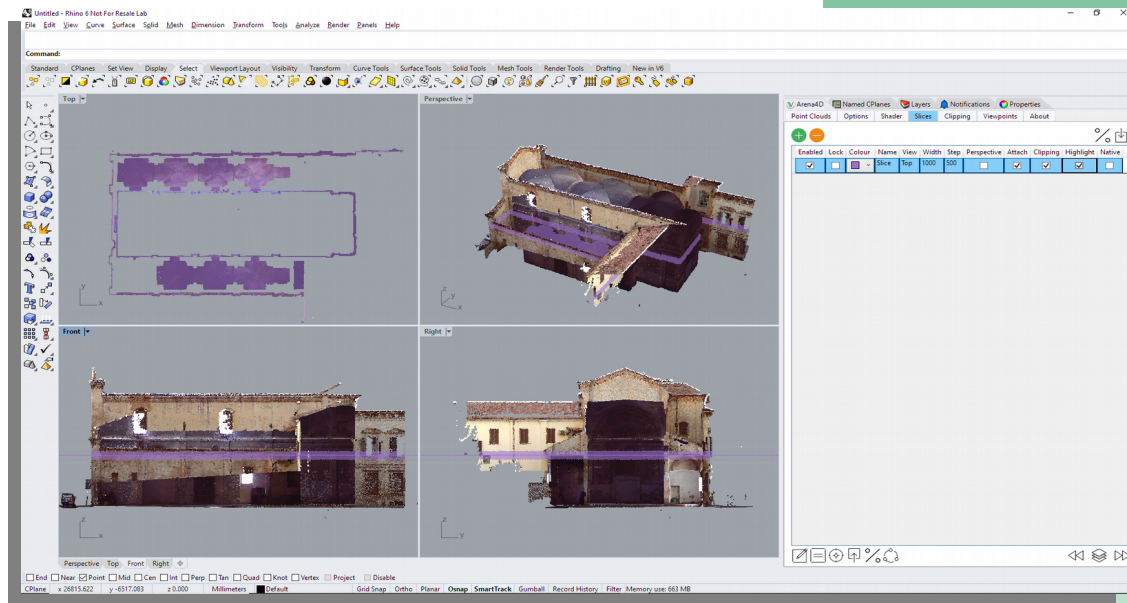 Untitled - Rhino 6 Not For Resale Lab
File Edit View Curve Surface Solid Mesh Dimension Transform Tools Analyze Render Panels Help
Command:
Standard CPlanes Set View Display Select Viewport Layout Visibility Transform Curve Tools Surface Tools Solid Tools Mesh Tools Render Tools Drafting New in V6
Top
Perspective
Arena4D Named CPlanes Layers Notifications Properties
Point Clouds Options Shader Slices Clipping Viewpoints About
Enabled Lock Colour Name View Width Step Perspective Attach Clipping Highlight Native
Slice Top 1000 500
y
x
z
y
x
Front
Right
z
x
z
y
Perspective Top Front Right
End Near Point Mid Cen Int Perp Tan Quad Knot Vertex Project Disable
CPlane x 26815.622 y -6517.083 z 0.000 Millimeters Default Grid Snap Ortho Planar Osnap SmartTrack Gumball Record History Filter Memory use: 663 MB